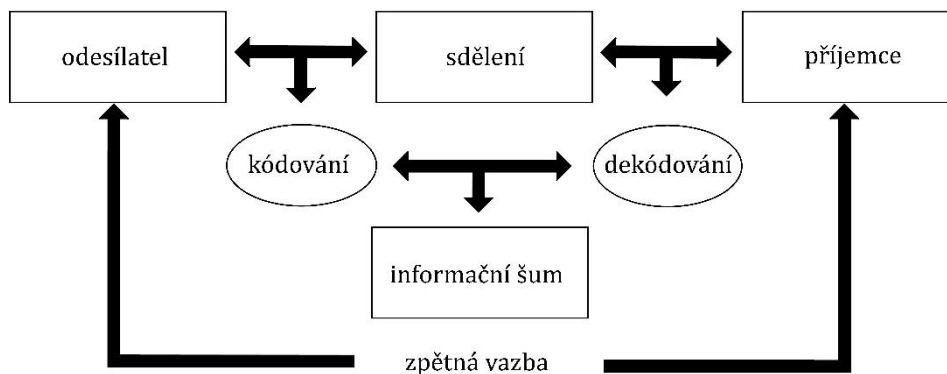 odesílatel
sdělení
příjemce
kódování
dekódování
informační šum
zpětná vazba